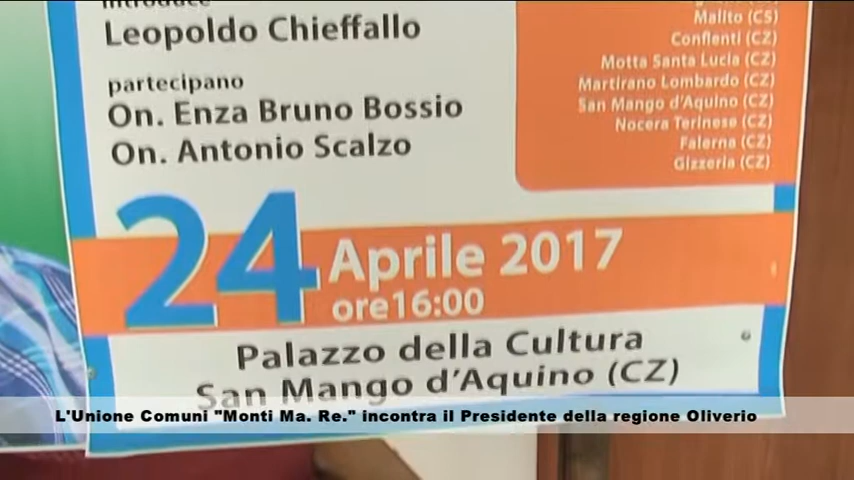 introduce
Leopoldo Chieffallo
partecipano
On. Enza Bruno Bossio
On. Antonio Scalzo
Malito (CS)
Conflenti (CZ)
Motta Santa Lucia (CZ)
Martirano Lombardo (CZ)
San Mango d'Aquino (CZ)
Nocera Terinese (CZ)
Falerna (CZ)
Gizzeria (CZ)
24 Aprile 2017
ore16:00
Palazzo della Cultura
San Mango d'Aquino (CZ)
L'Unione Comuni "Monti Ma. Re." incontra il Presidente della regione Oliverio